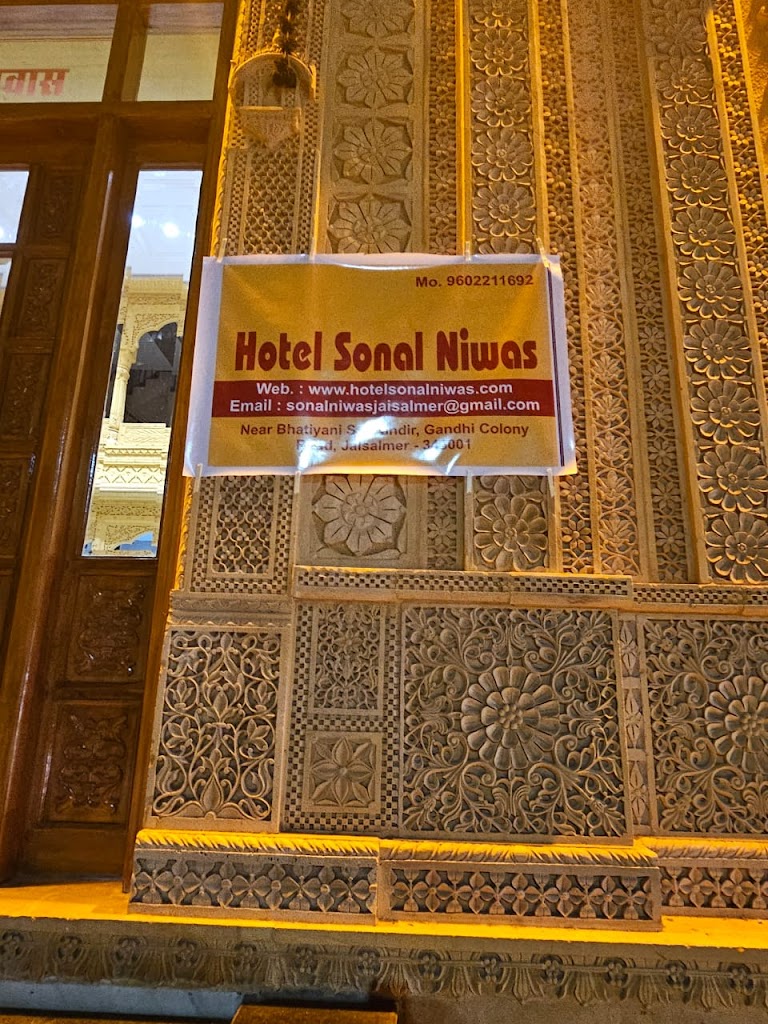 वास
Mo. 9602211692
Hotel Sonal Niwas
Web. : www.hotelsonalniwas.com
Email : sonalniwasjaisalmer@gmail.com
Near Bhatiyani Gandhi Colony
Jaisalmer -